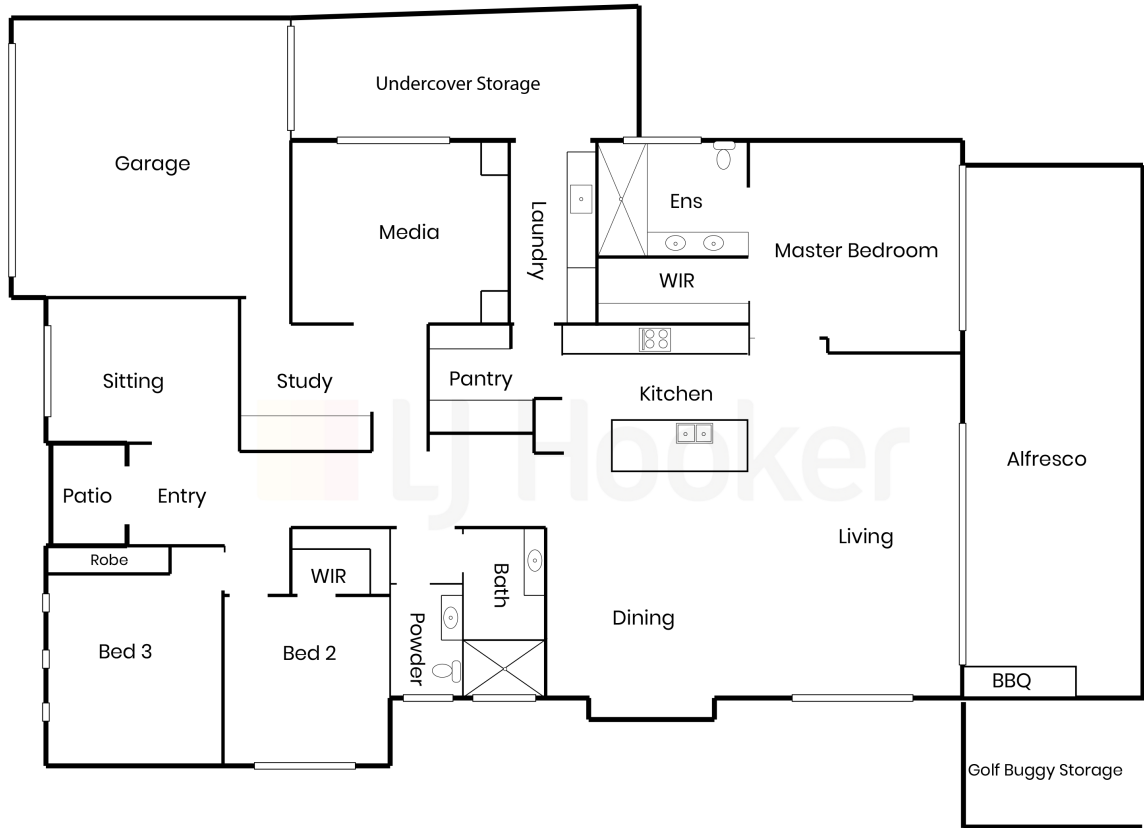 Undercover Storage
Garage
Media
Laundry
Ens
Master Bedroom
WIR
Sitting
Study
Pantry
Kitchen
LJ Hooker
Alfresco
Patio
Entry
Living
Robe
WIR
Bath
Dining
Powder
Bed 3
Bed 2
BBQ
Golf Buggy Storage